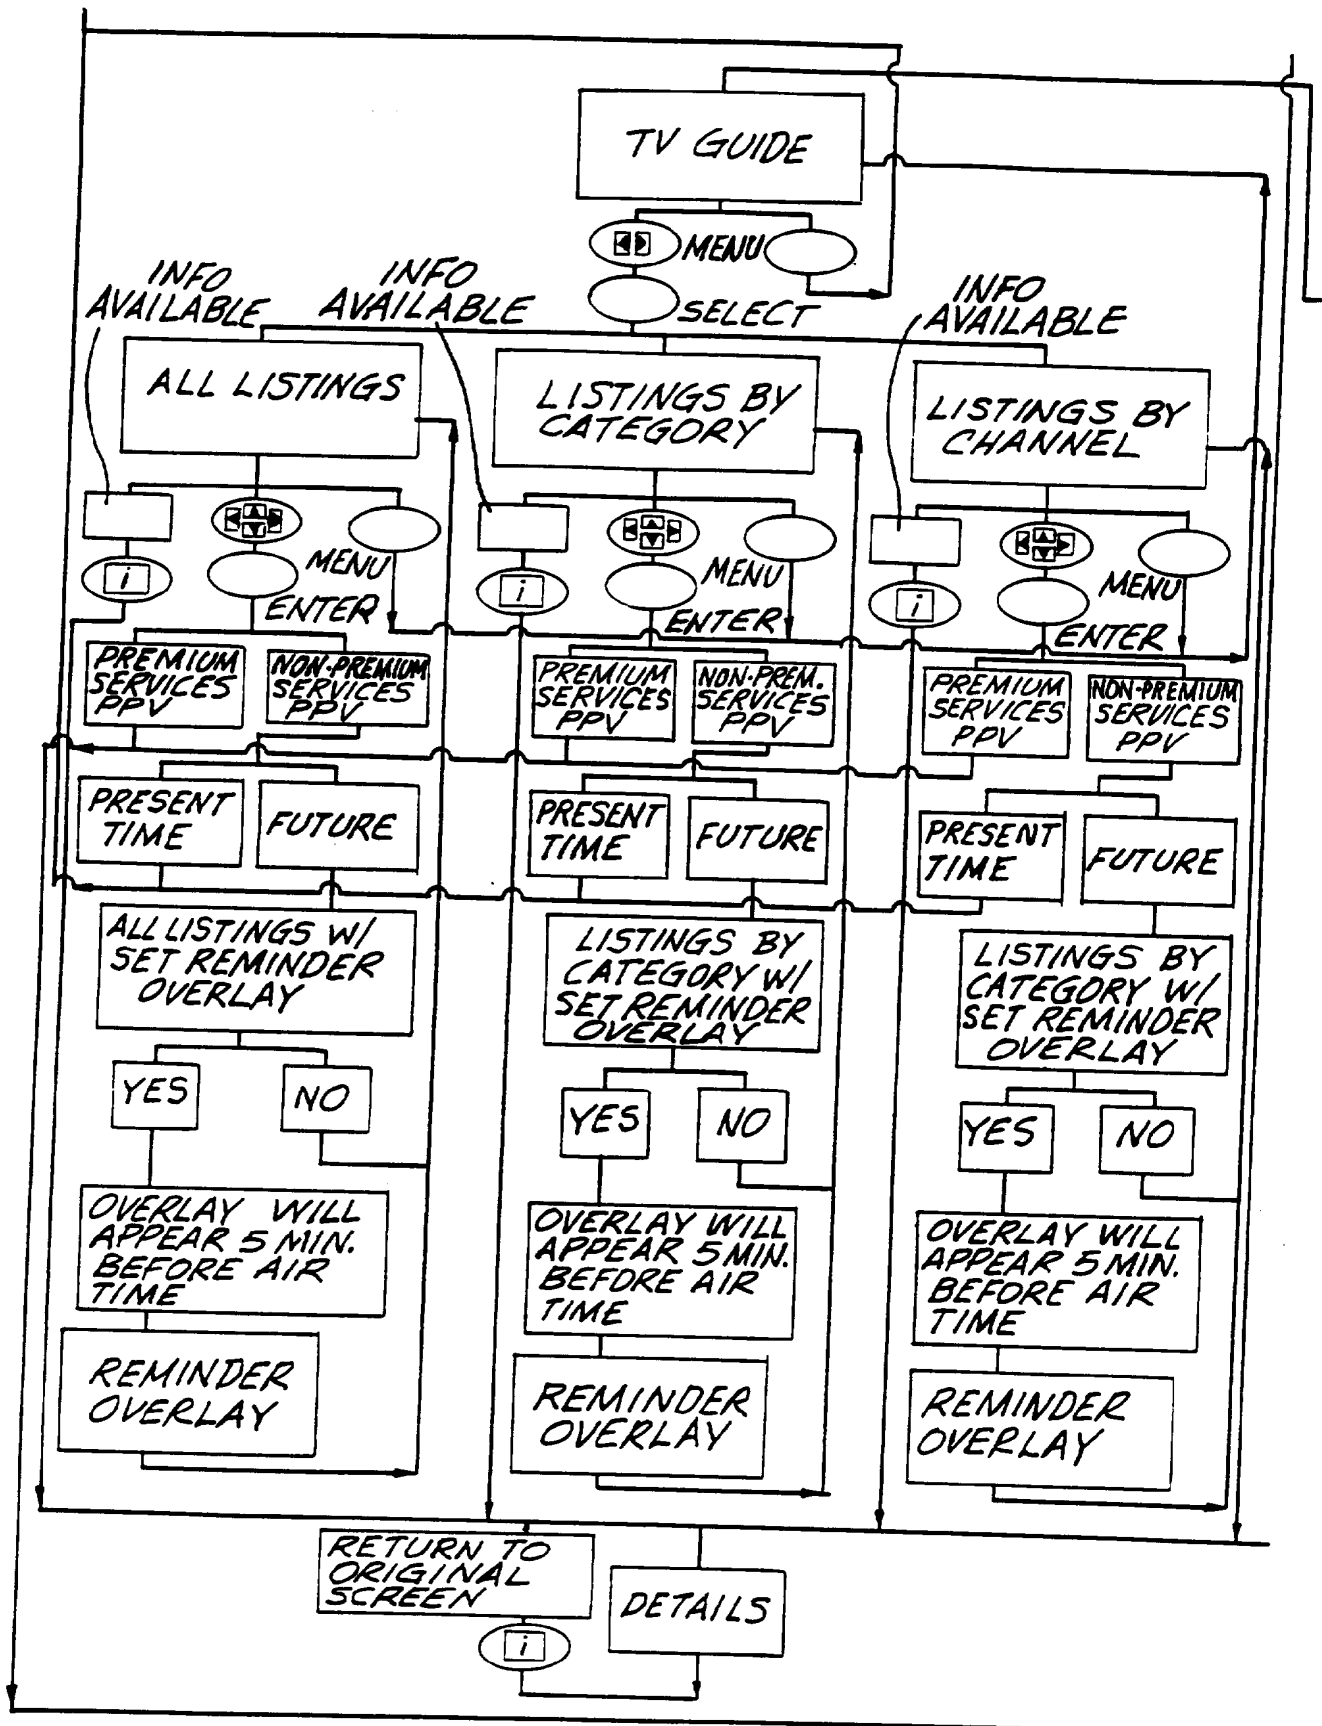 TV GUIDE
MENU
SELECT
INFO
AVAILABLE
INFO
AVAILABLE
INFO
AVAILABLE
ALL LISTINGS
LISTINGS BY
CATEGORY
LISTINGS BY
CHANNEL
i
MENU
ENTER
i
MENU
ENTER
i
MENU
ENTER
PREMIUM
SERVICES
PPV
NON-PREMIUM
SERVICES
PPV
PREMIUM
SERVICES
PPV
NON-PREM.
SERVICES
PPV
PREMIUM
SERVICES
PPV
NON-PREMIUM
SERVICES
PPV
PRESENT
TIME
FUTURE
PRESENT
TIME
FUTURE
PRESENT
TIME
FUTURE
ALL LISTINGS W/
SET REMINDER
OVERLAY
LISTINGS BY
CATEGORY W/
SET REMINDER
OVERLAY
LISTINGS BY
CATEGORY W/
SET REMINDER
OVERLAY
YES
NO
YES
NO
YES
NO
OVERLAY WILL
APPEAR 5 MIN.
BEFORE AIR
TIME
OVERLAY WILL
APPEAR 5 MIN.
BEFORE AIR
TIME
OVERLAY WILL
APPEAR 5 MIN.
BEFORE AIR
TIME
REMINDER
OVERLAY
REMINDER
OVERLAY
REMINDER
OVERLAY
RETURN TO
ORIGINAL
SCREEN
i
DETAILS